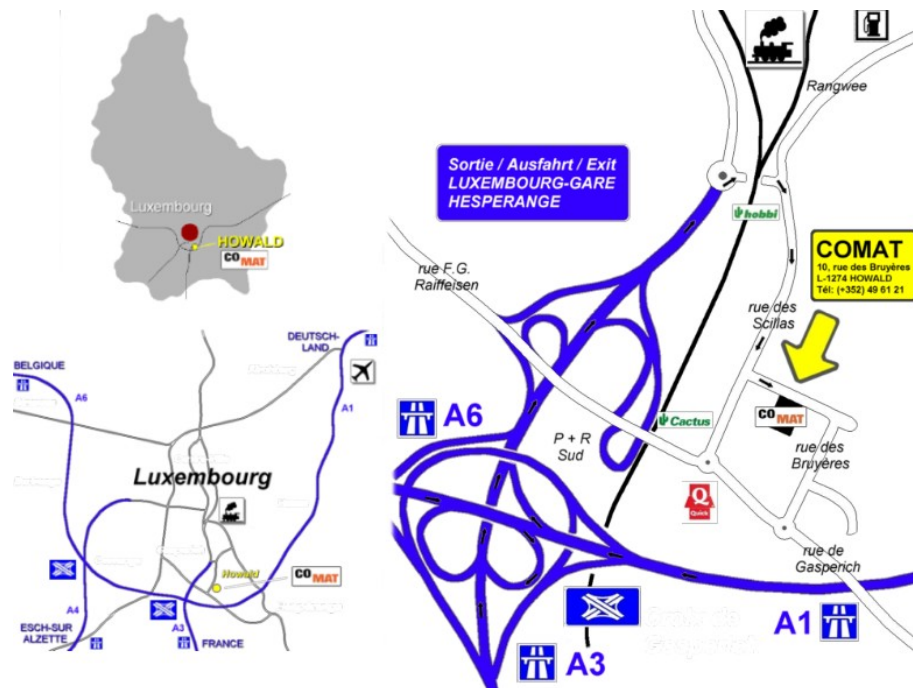 Luxembourg
HOWALD
CO
MAT
DEUTSCH-
LAND
BELGIQUE
A6
A1
Luxembourg
Howald
CO
MAT
A4
A3
ESCH-SUR
ALZETTE
FRANCE
Rangwee
Sortie / Ausfahrt / Exit
LUXEMBOURG-GARE
HESPERANGE
hobbi
COMAT
10, rue des Bruyères
L-1274 HOWALD
Tél: (+352) 49 61 21
rue F.G.
Raiffeisen
rue des
Scillas
A6
Cactus
CO
MAT
P + R
Sud
rue des
Bruyères
Q
Quick
rue de
Gasperich
A1
A3